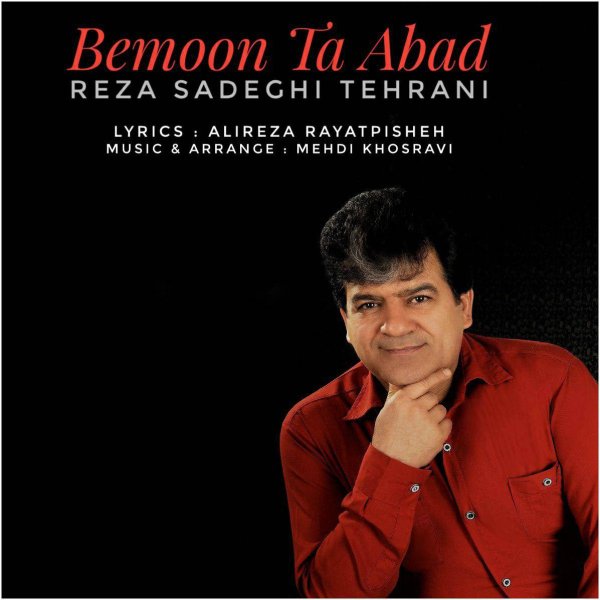 Bemoon Ta Abad
REZA SADEGHI TEHRANI
LYRICS : ALIREZA RAYATPISHEH
MUSIC & ARRANGE : MEHDI KHOSRAVI